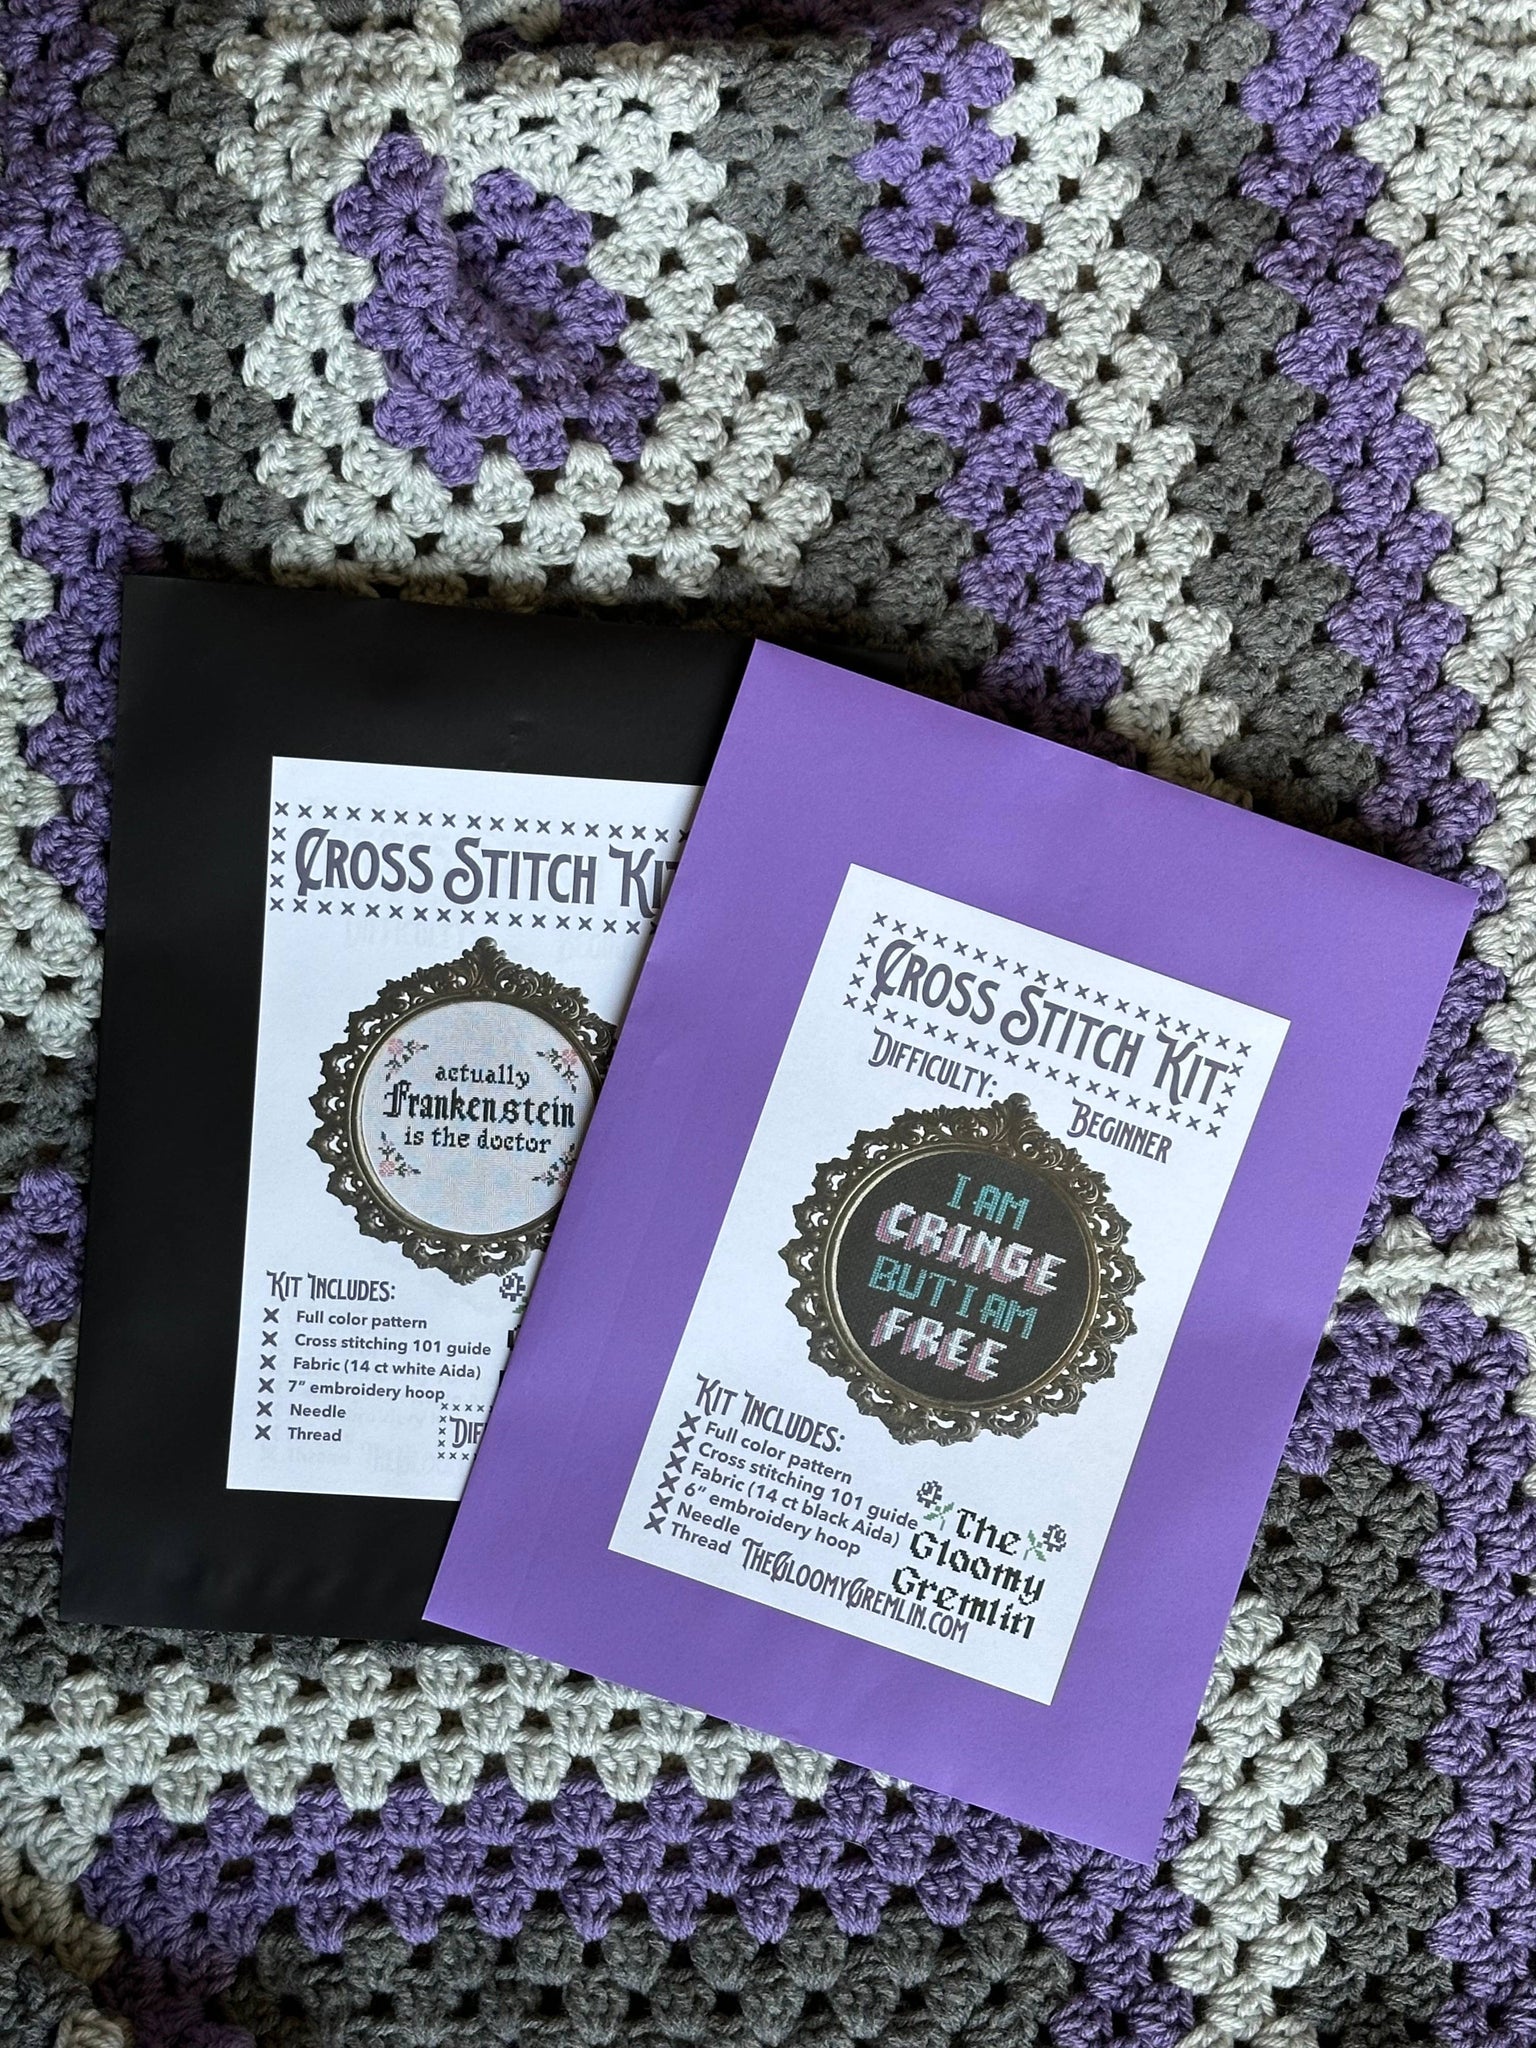 Cross Stitch Kit
actually
Frankenstein
is the doctor
Kit Includes:
Full color pattern
Cross stitching 101 guide
Fabric (14 ct white Aida)
7” embroidery hoop
Needle
Thread
Cross Stitch Kit
Difficulty:
Beginner
I AM
CRINGE
BUT I AM
FREE
Kit Includes:
Full color pattern
Cross stitching 101 guide
Fabric (14 ct black Aida)
6” embroidery hoop
Needle
Thread
The
Gloomy
Gremlin
TheGloomyGremlin.com